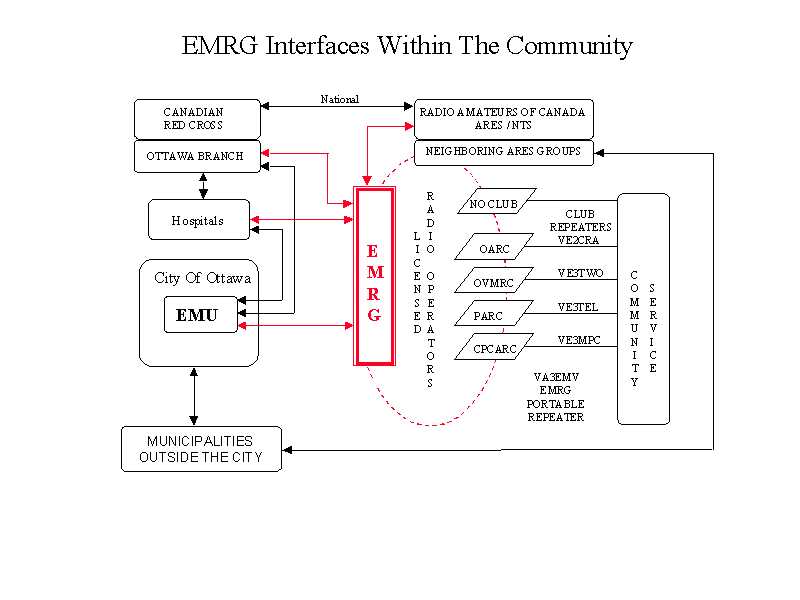 EMRG Interfaces Within The Community
National
CANADIAN
RED CROSS
OTTAWA BRANCH
Hospitals
City Of Ottawa
EMU
MUNICIPALITIES
OUTSIDE THE CITY
RADIO AMATEURS OF CANADA
ARES / NTS
NEIGHBORING ARES GROUPS
EMRG
LICENSED
RADIO OPERATORS
NO CLUB
OARC
OVMRC
PARC
CPCARC
CLUB
REPEATERS
VE2CRA
VE3TWO
VE3TEL
VE3MPC
VA3EMV
EMRG
PORTABLE
REPEATER
COMMUNITY
SERVICE